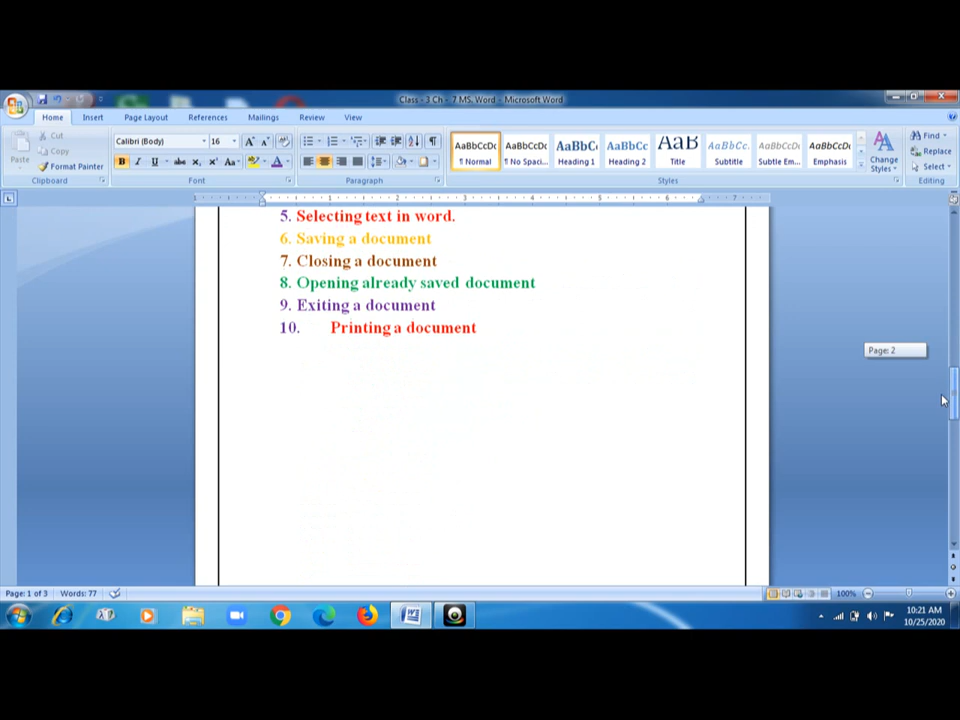 Class - 3 Ch - 7 MS. Word - Microsoft Word
Home Insert Page Layout References Mailings Review View
Paste
Cut
Copy
Format Painter
Clipboard
Calibri (Body) 16
Font
Paragraph
AaBbCcDc AaBbCcDc AaBbC AaBbCc AaB AaBbCc. AaBbCcDc AaBbCcDc
¶ Normal ¶ No Spaci... Heading 1 Heading 2 Title Subtitle Subtle Em... Emphasis
Change Styles
Styles
Find
Replace
Select
Editing
5. Selecting text in word.
6. Saving a document
7. Closing a document
8. Opening already saved document
9. Exiting a document
10. Printing a document
Page: 2
Page: 1 of 3 Words: 77 100%
10:21 AM
10/25/2020